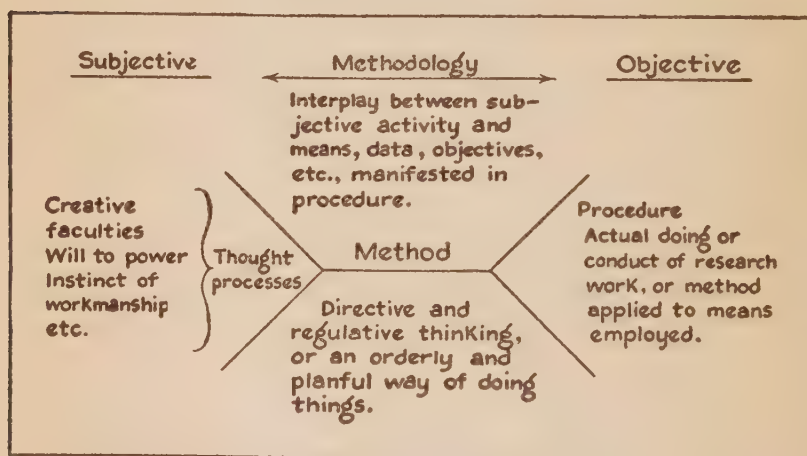 Subjective
Methodology
Objective
Interplay between sub-
jective activity and
means, data, objectives,
etc., manifested in
procedure.
Creative
faculties
Will to power
Instinct of
workmanship
etc.
Thought
processes
Method
Directive and
regulative thinking,
or an orderly and
planful way of doing
things.
Procedure
Actual doing or
conduct of research
work, or method
applied to means
employed.